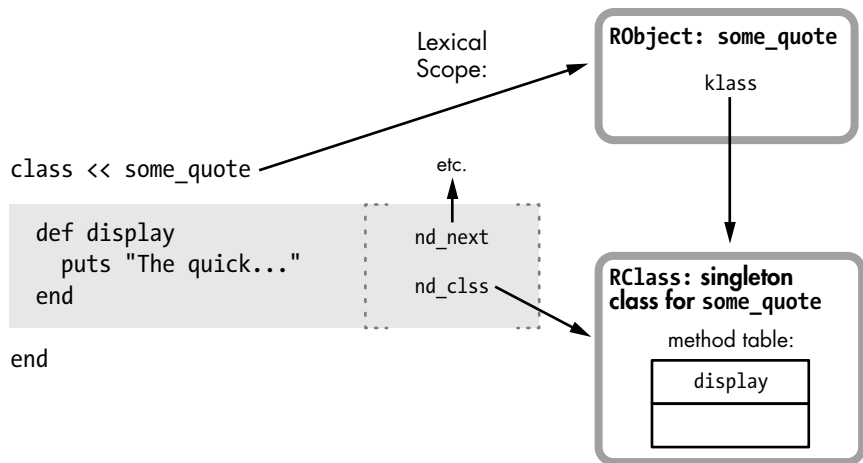 Lexical
Scope:
RObject: some_quote
klass
class << some_quote
etc.
def display
puts "The quick..."
end
nd_next
nd_clss
end
RClass: singleton
class for some_quote
method table:
display